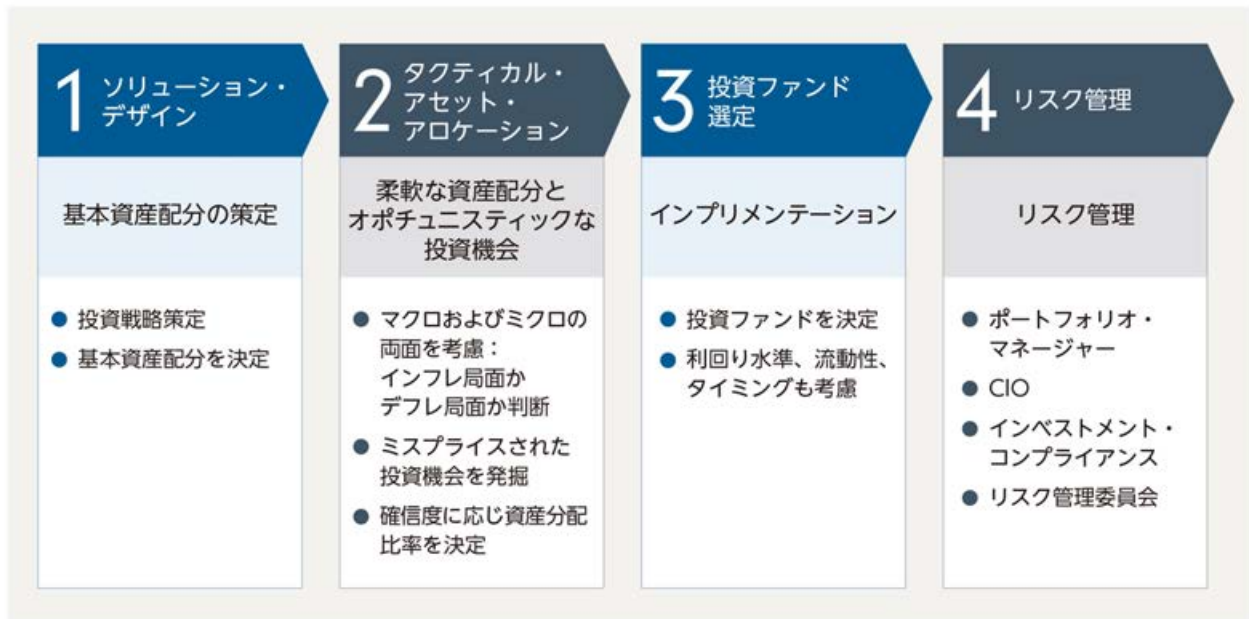 1
ソリューション・
デザイン
基本資産配分の策定
● 投資戦略策定
● 基本資産配分を決定
2
タクティカル・
アセット・
アロケーション
柔軟な資産配分と
オポチュニスティックな
投資機会
● マクロおよびミクロの
両面を考慮：
インフレ局面か
デフレ局面か判断
● ミスプライスされた
投資機会を発掘
● 確信度に応じ資産分配
比率を決定
3
投資ファンド
選定
インプリメンテーション
● 投資ファンドを決定
● 利回り水準、流動性、
タイミングも考慮
4
リスク管理
リスク管理
● ポートフォリオ・
マネージャー
● CIO
● インベストメント・
コンプライアンス
● リスク管理委員会